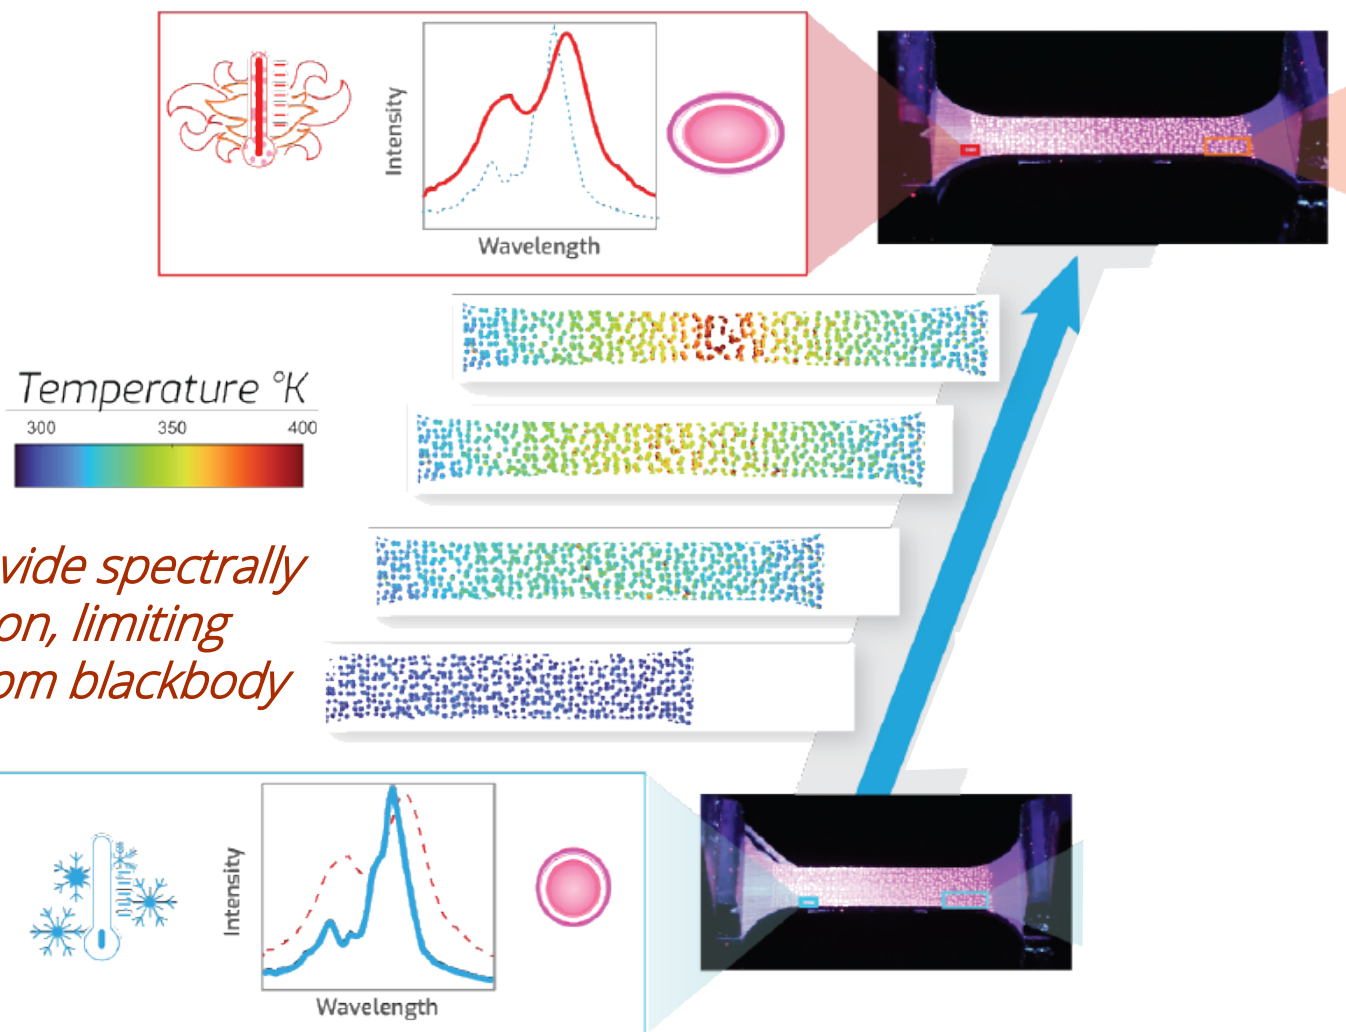 Intensity
Wavelength
Temperature °K
300 350 400
vide spectrally
on, limiting
om blackbody
Intensity
Wavelength